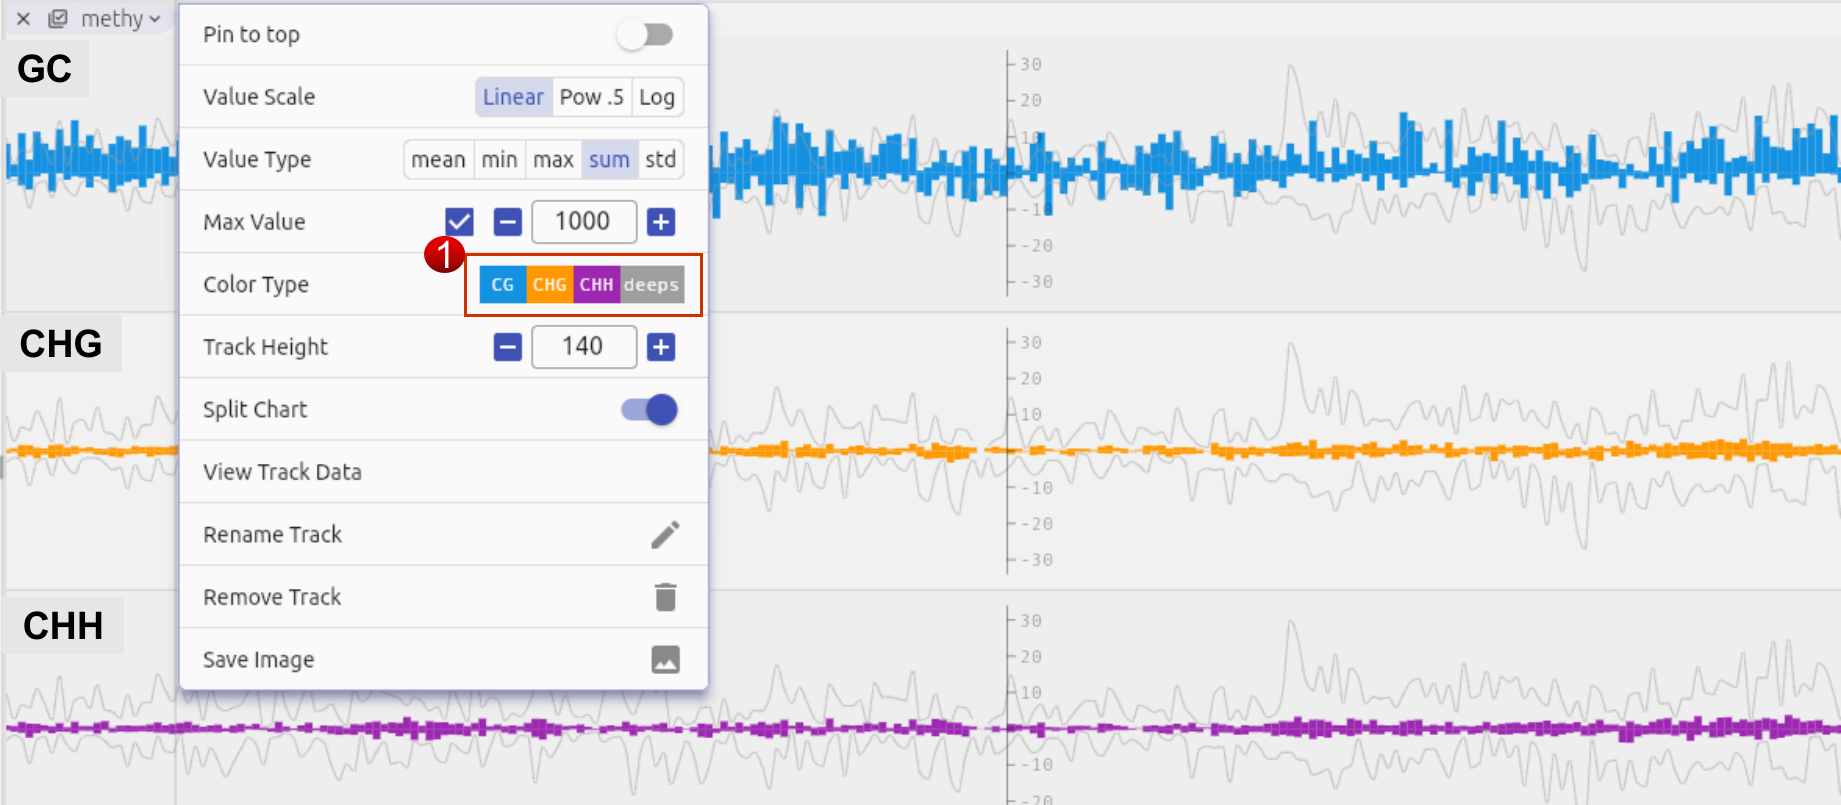 methy
GC
Pin to top
Value Scale Linear Pow .5 Log
Value Type mean min max sum std
Max Value 1000
1
Color Type CG CHG CHH deeps
Track Height 140
Split Chart
View Track Data
Rename Track
Remove Track
Save Image
30
20
10
-10
-20
-30
CHG
30
20
10
-10
-20
-30
CHH
30
20
10
-10
-20